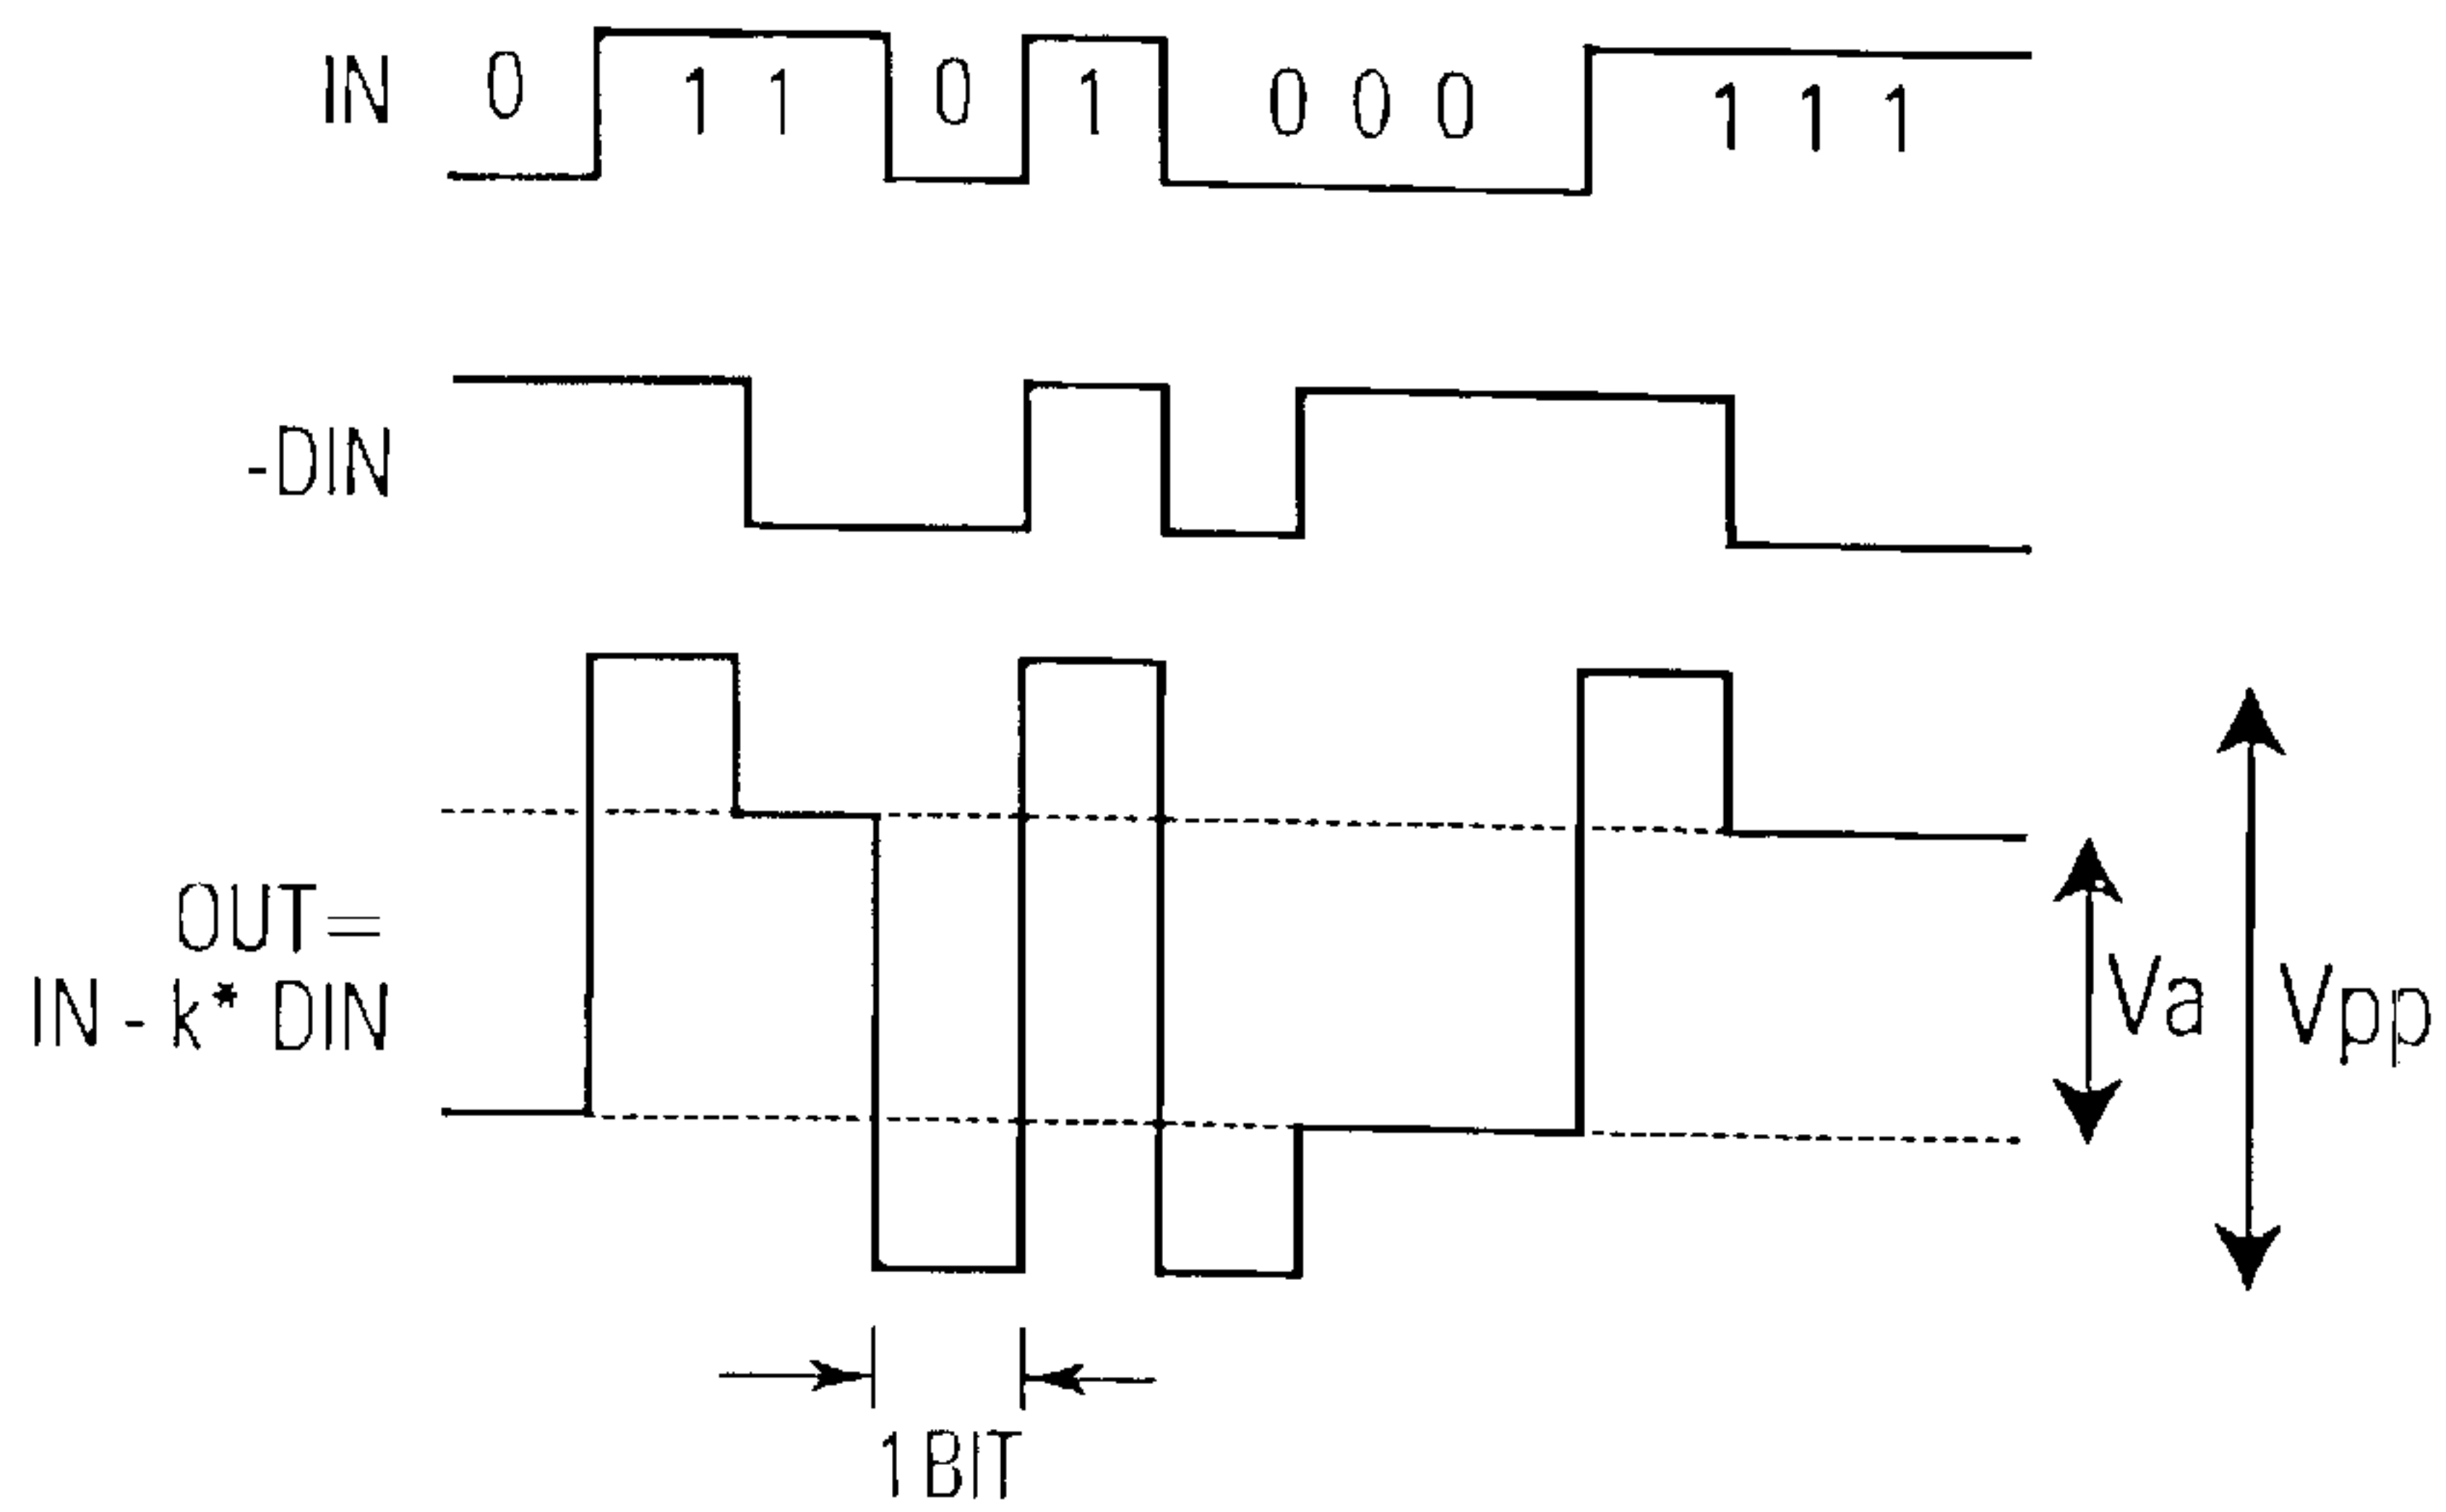 IN 0 1 1 0 1 0 0 0 1 1 1
-DIN
OUT=
IN - k* DIN
Va
Vpp
1 BIT